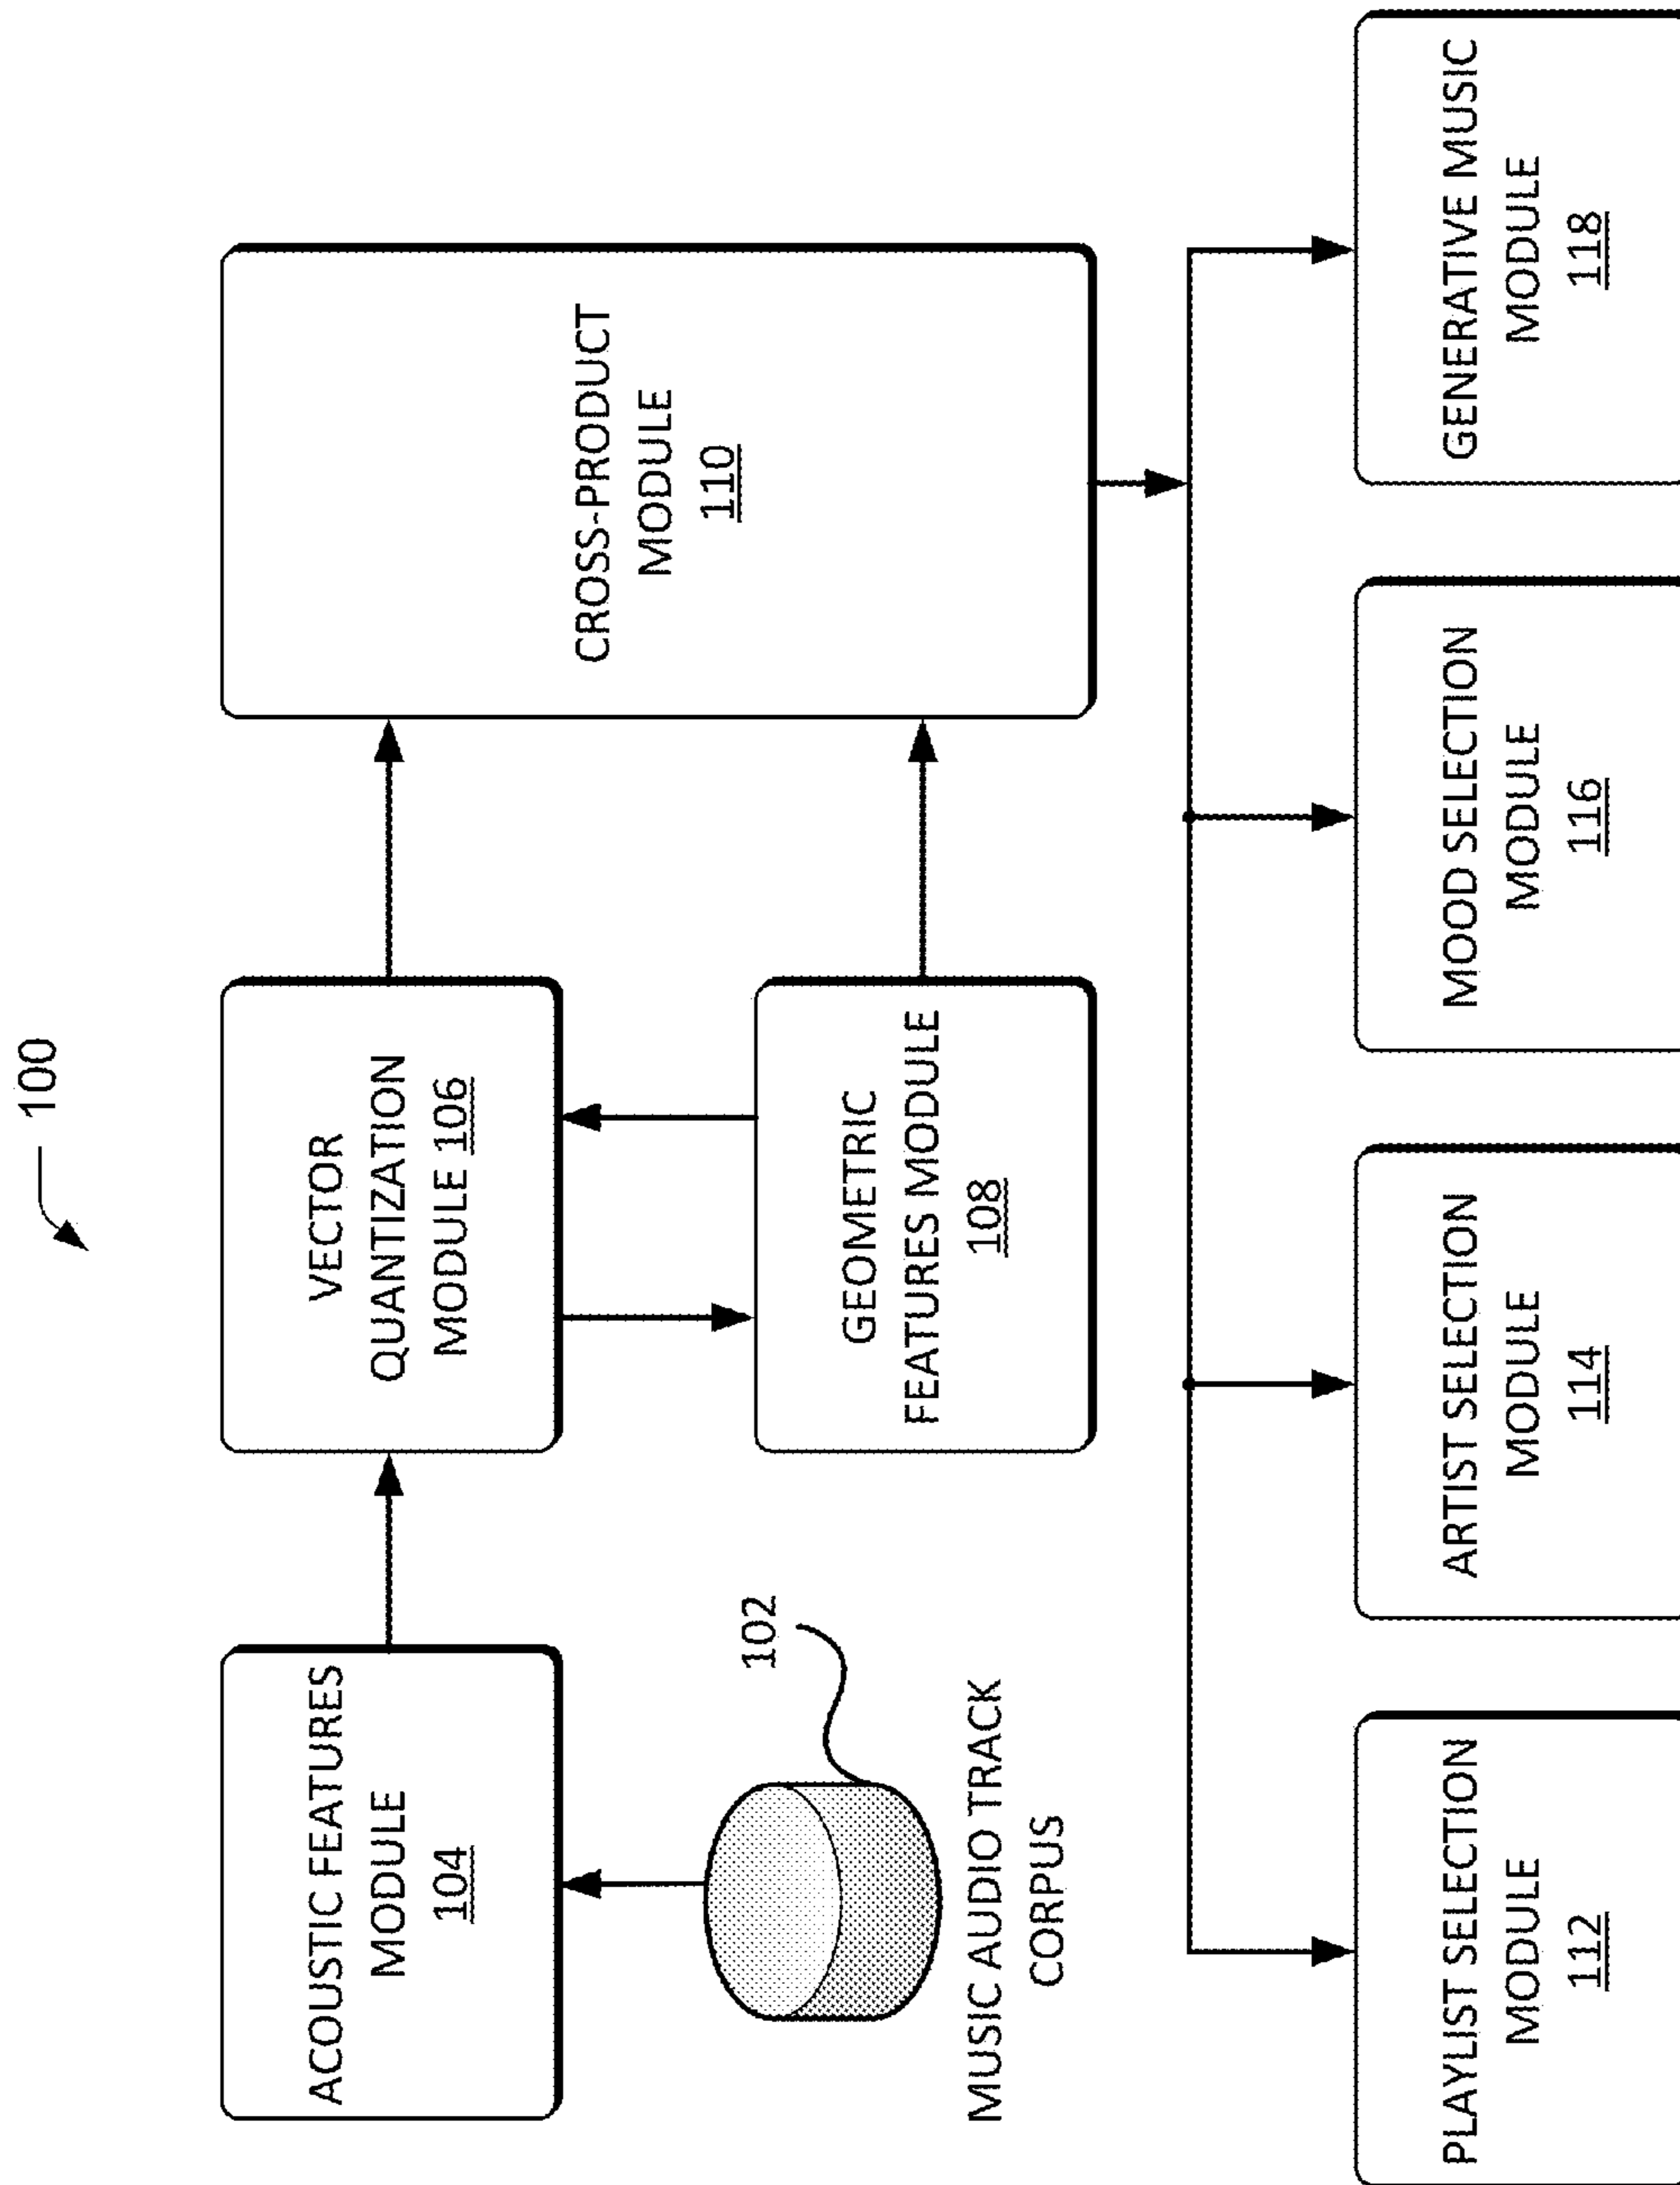 100
ACOUSTIC FEATURES
MODULE
104
VECTOR
QUANTIZATION
MODULE 106
CROSS-PRODUCT
MODULE
110
102
MUSIC AUDIO TRACK
CORPUS
GEOMETRIC
FEATURES MODULE
108
PLAYLIST SELECTION
MODULE
112
ARTIST SELECTION
MODULE
114
MOOD SELECTION
MODULE
116
GENERATIVE MUSIC
MODULE
118